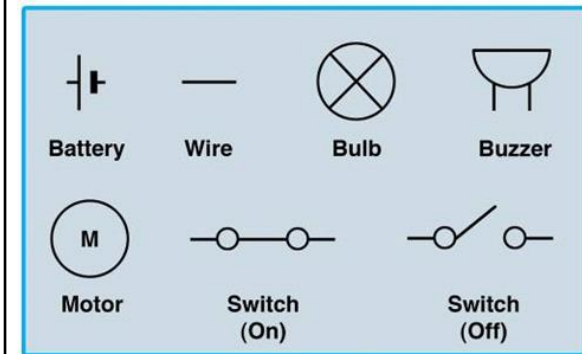 Battery Wire Bulb Buzzer
M
Motor Switch Switch
(On) (Off)